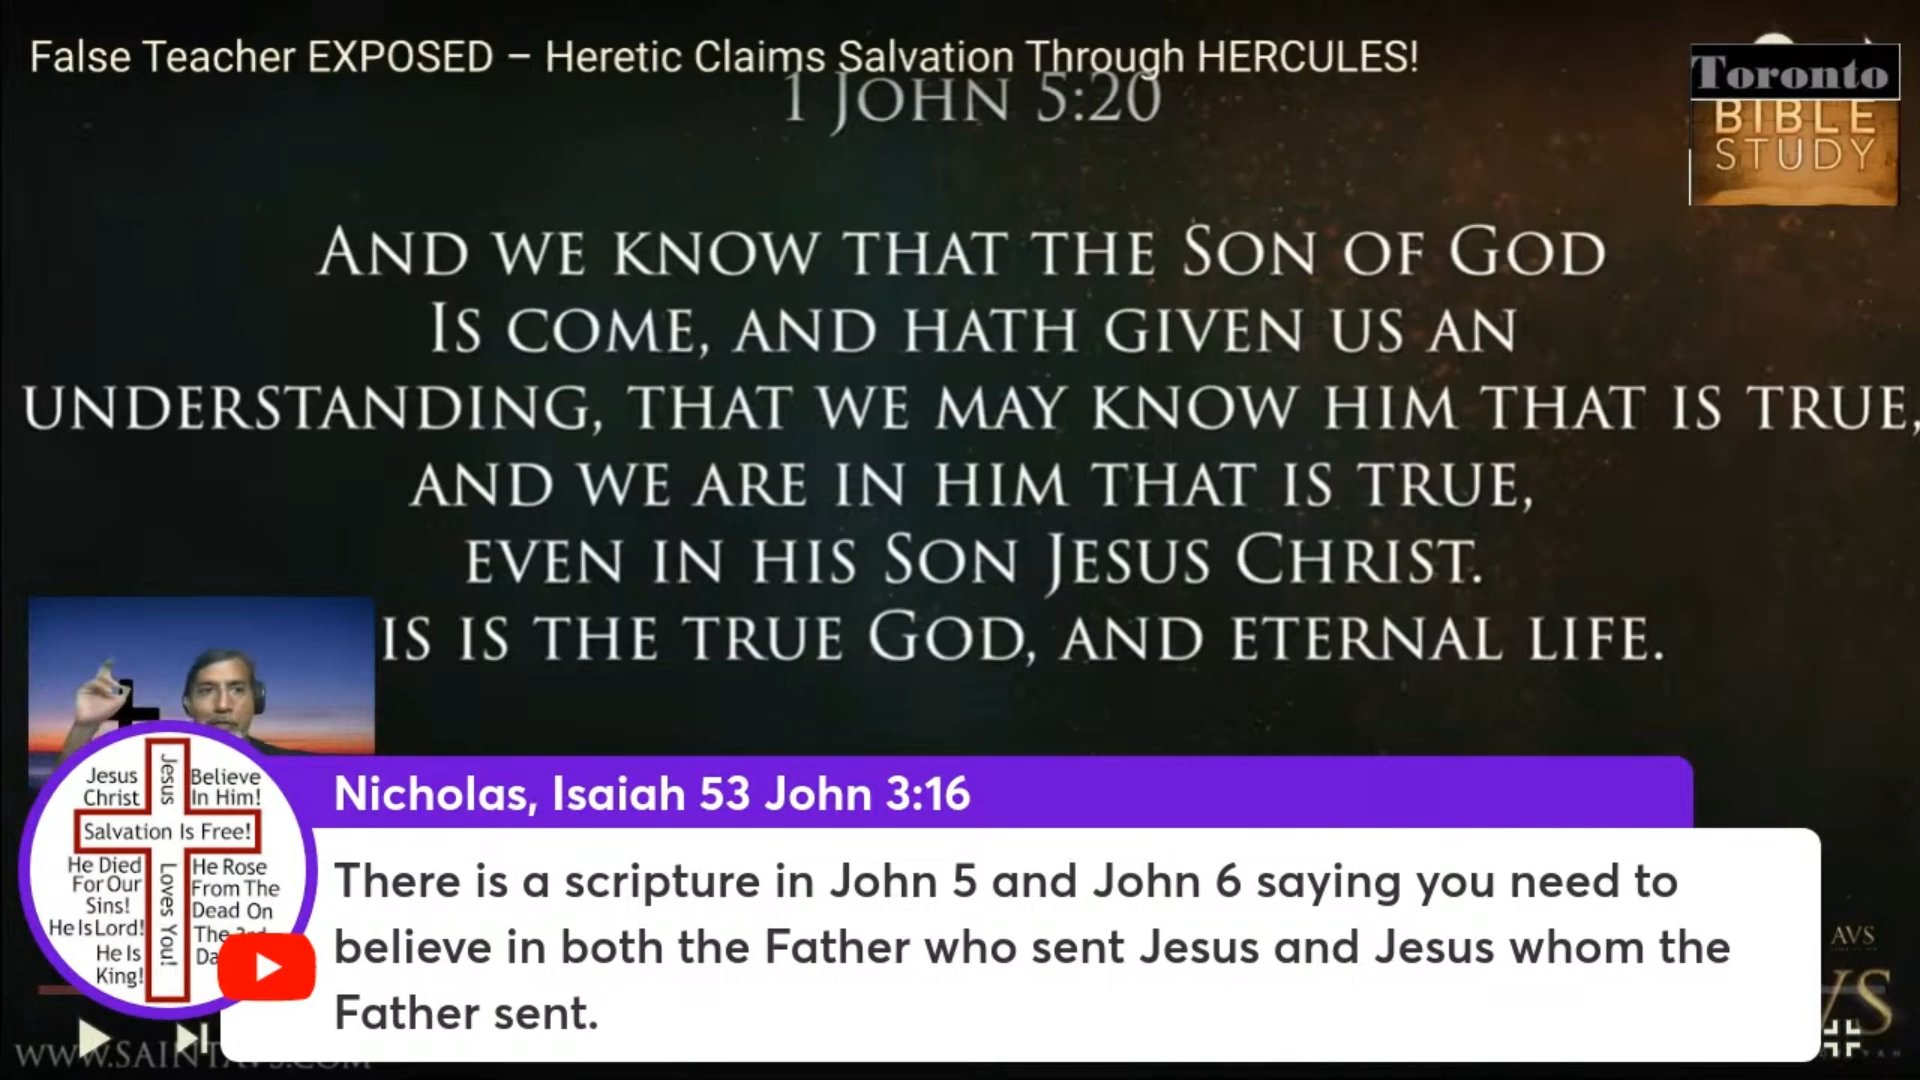 False Teacher EXPOSED – Heretic Claims Salvation Through HERCULES!
1 JOHN 5:20
Toronto
BIBLE
STUDY
AND WE KNOW THAT THE SON OF GOD
IS COME, AND HATH GIVEN US AN
UNDERSTANDING, THAT WE MAY KNOW HIM THAT IS TRUE,
AND WE ARE IN HIM THAT IS TRUE,
EVEN IN HIS SON JESUS CHRIST.
IS IS THE TRUE GOD, AND ETERNAL LIFE.
Jesus
Christ
Jesus
Believe
In Him!
Salvation Is Free!
He Died
For Our
Sins!
He Is Lord!
He Is
King!
Loves You!
He Rose
From The
Dead On
The
Nicholas, Isaiah 53 John 3:16
There is a scripture in John 5 and John 6 saying you need to
believe in both the Father who sent Jesus and Jesus whom the
Father sent.
AVS